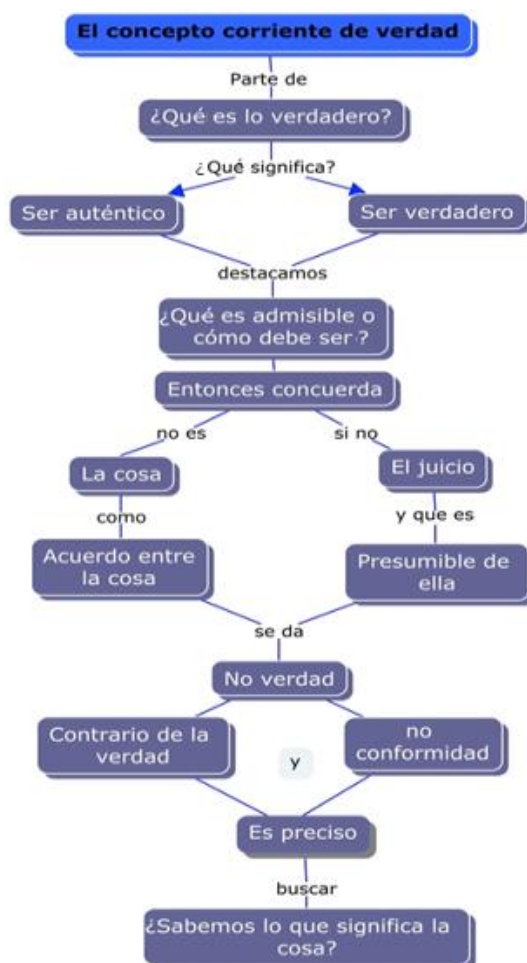 El concepto corriente de verdad
Parte de
¿Qué es lo verdadero?
¿Qué significa?
Ser auténtico
Ser verdadero
destacamos
¿Qué es admisible o
cómo debe ser ?
Entonces concuerda
no es
si no
La cosa
El juicio
como
y que es
Acuerdo entre
la cosa
Presumible de
ella
se da
No verdad
Contrario de la
verdad
y
no
conformidad
Es preciso
buscar
¿Sabemos lo que significa la
cosa?